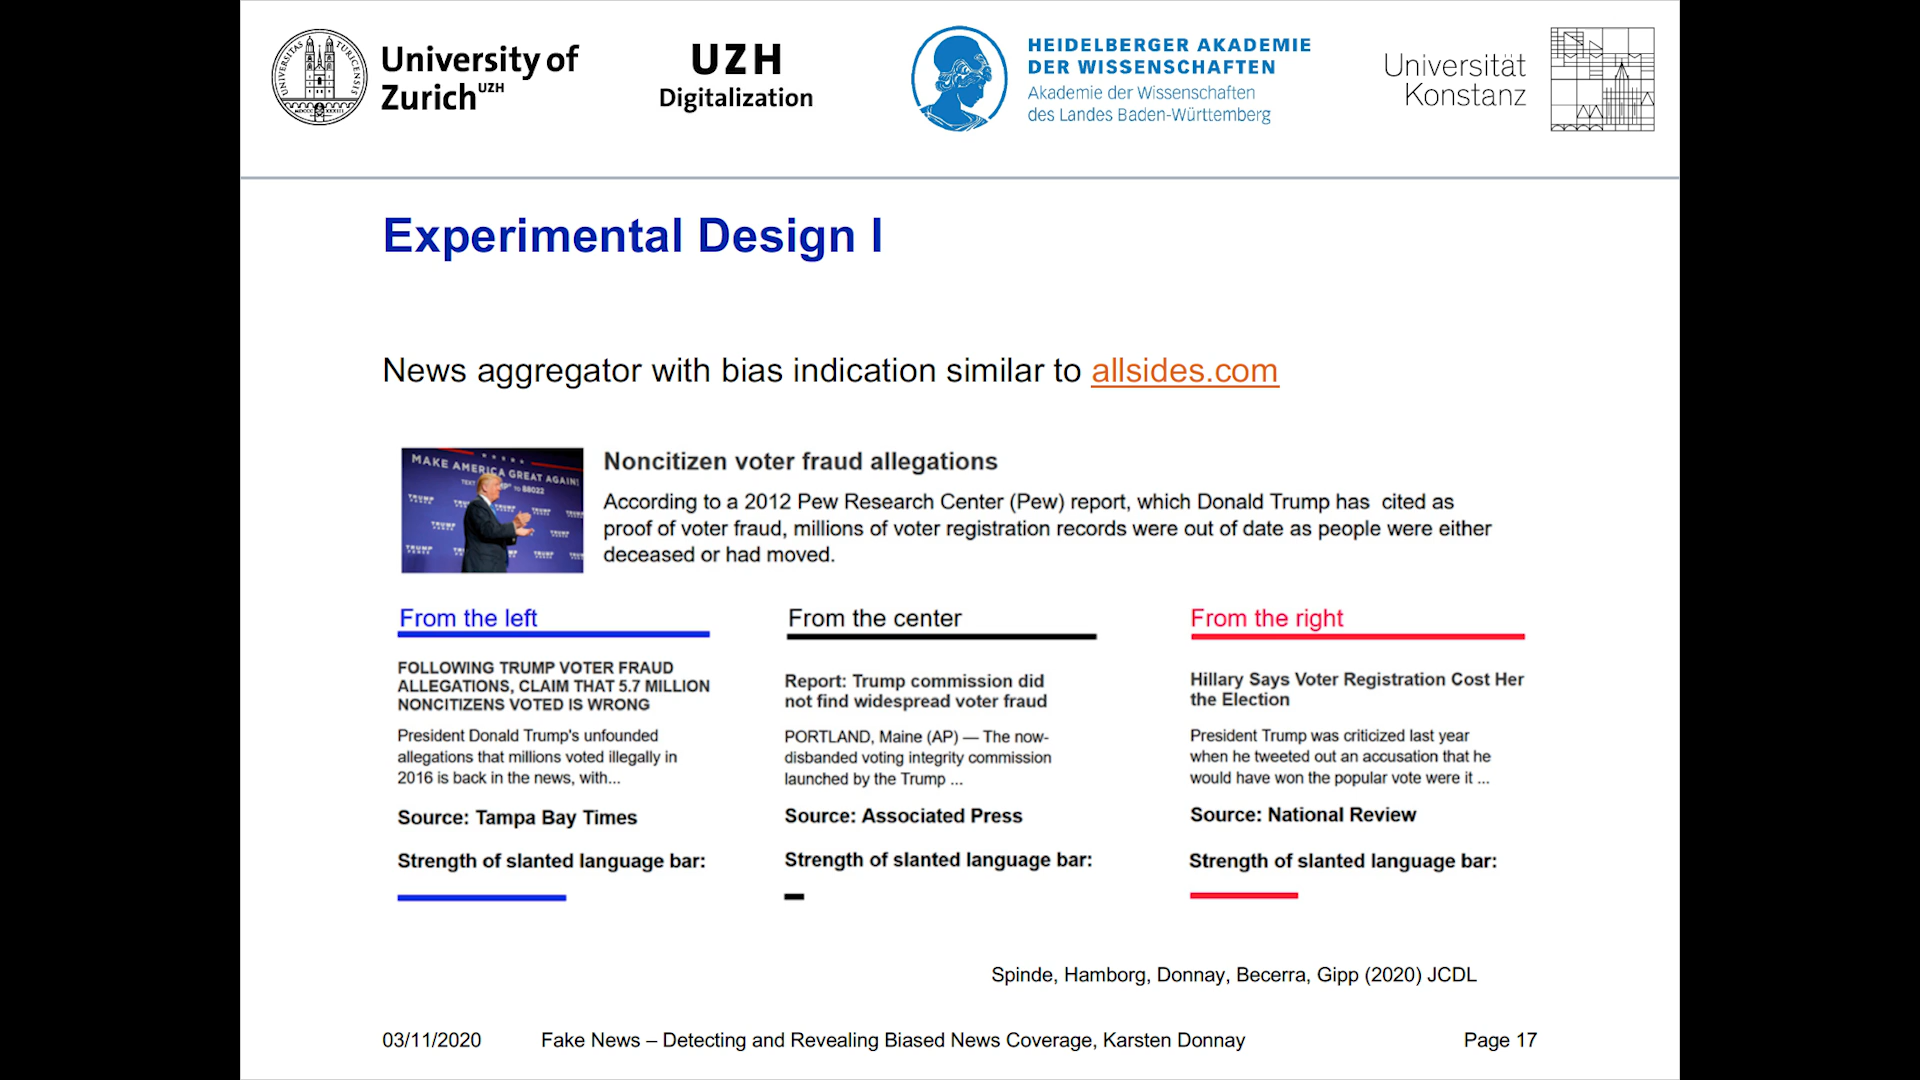 University of
Zurich UZH
UZH
Digitalization
HEIDELBERGER AKADEMIE
DER WISSENSCHAFTEN
Akademie der Wissenschaften
des Landes Baden-Württemberg
Universität
Konstanz
Experimental Design I
News aggregator with bias indication similar to allsides.com
MAKE AMERICA GREAT AGAIN!
Noncitizen voter fraud allegations
According to a 2012 Pew Research Center (Pew) report, which Donald Trump has cited as
proof of voter fraud, millions of voter registration records were out of date as people were either
deceased or had moved.
From the left
FOLLOWING TRUMP VOTER FRAUD
ALLEGATIONS, CLAIM THAT 5.7 MILLION
NONCITIZENS VOTED IS WRONG
President Donald Trump's unfounded
allegations that millions voted illegally in
2016 is back in the news, with...
Source: Tampa Bay Times
Strength of slanted language bar:
From the center
Report: Trump commission did
not find widespread voter fraud
PORTLAND, Maine (AP) — The now-
disbanded voting integrity commission
launched by the Trump ...
Source: Associated Press
Strength of slanted language bar:
From the right
Hillary Says Voter Registration Cost Her
the Election
President Trump was criticized last year
when he tweeted out an accusation that he
would have won the popular vote were it ...
Source: National Review
Strength of slanted language bar:
Spinde, Hamborg, Donnay, Becerra, Gipp (2020) JCDL
03/11/2020 Fake News – Detecting and Revealing Biased News Coverage, Karsten Donnay Page 17